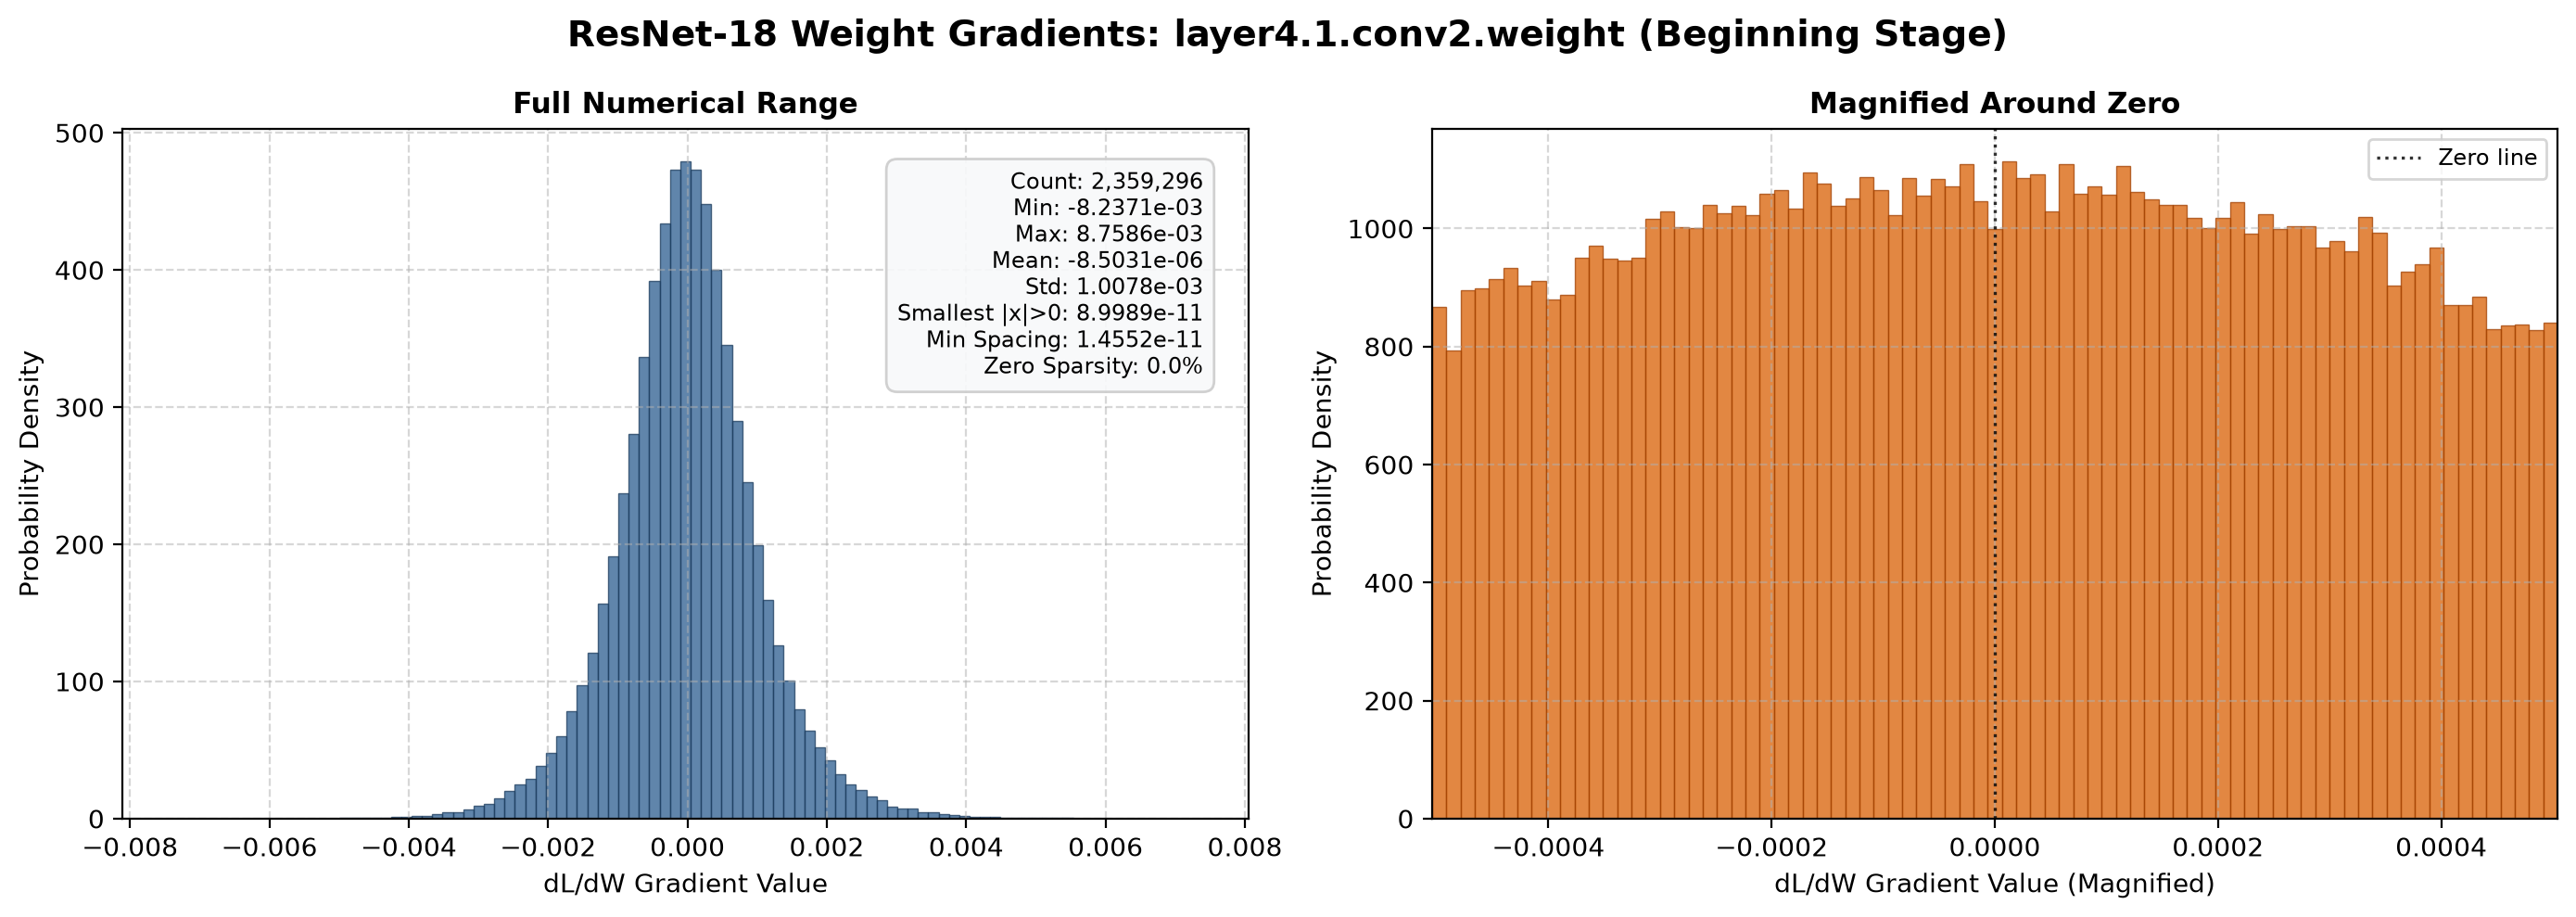 ResNet-18 Weight Gradients: layer4.1.conv2.weight (Beginning Stage)
Full Numerical Range
500
400
300
200
100
0
Probability Density
Count: 2,359,296
Min: -8.2371e-03
Max: 8.7586e-03
Mean: -8.5031e-06
Std: 1.0078e-03
Smallest |x|>0: 8.9989e-11
Min Spacing: 1.4552e-11
Zero Sparsity: 0.0%
−0.008 −0.006 −0.004 −0.002 0.000 0.002 0.004 0.006 0.008
dL/dW Gradient Value
Magnified Around Zero
Zero line
1000
800
600
400
200
0
Probability Density
−0.0004 −0.0002 0.0000 0.0002 0.0004
dL/dW Gradient Value (Magnified)